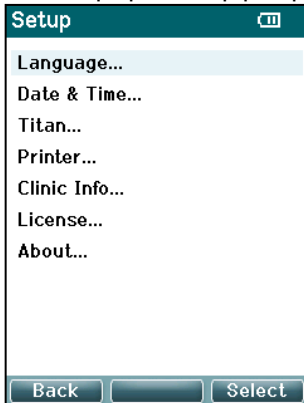 Setup
Language...
Date & Time...
Titan...
Printer...
Clinic Info...
License...
About...
Back Select